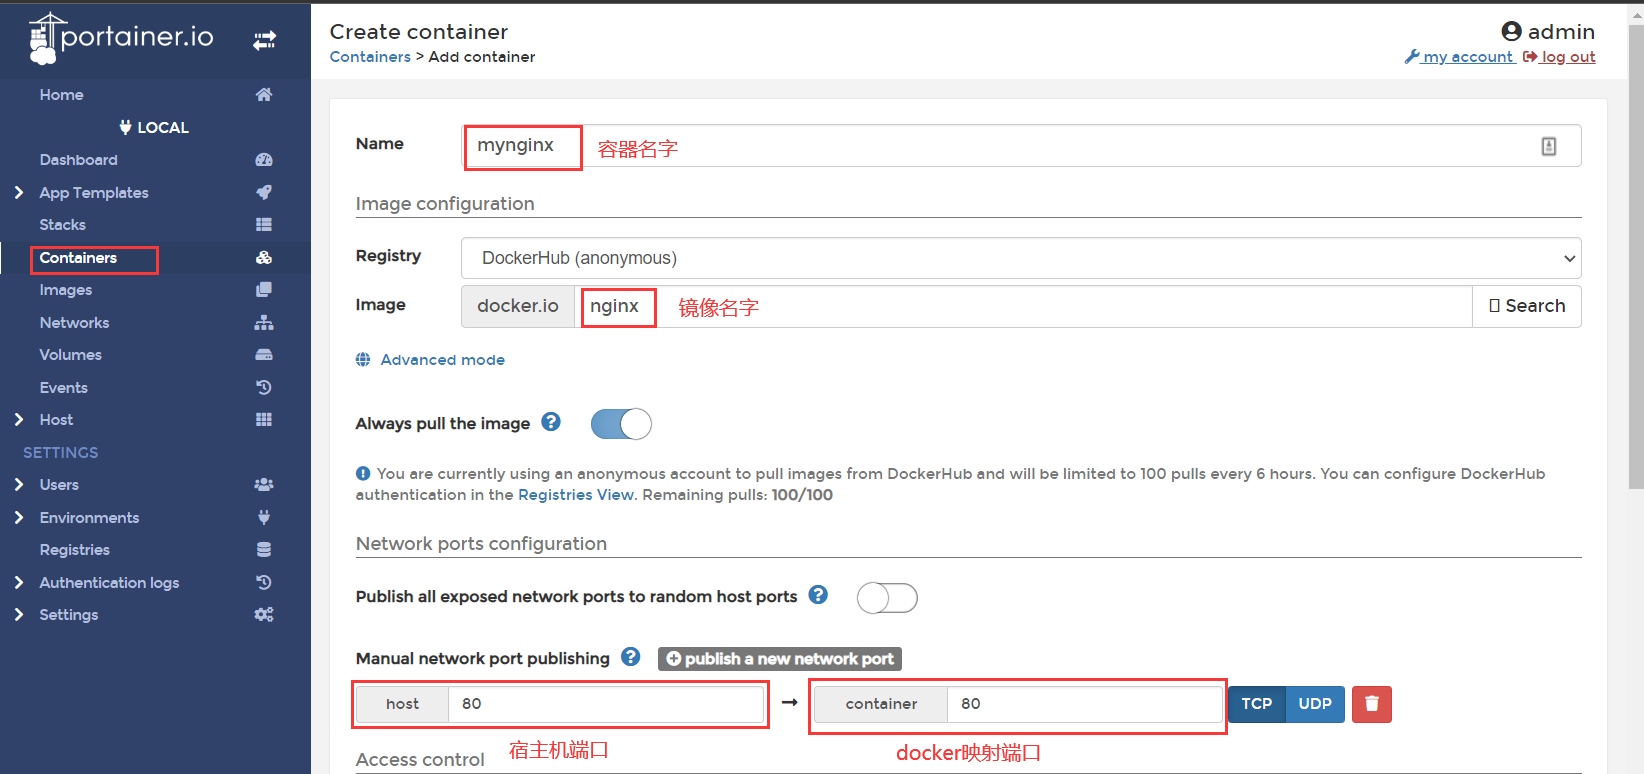 portainer.io
Home
LOCAL
Dashboard
App Templates
Stacks
Containers
Images
Networks
Volumes
Events
Host
SETTINGS
Users
Environments
Registries
Authentication logs
Settings
Create container
Containers > Add container
admin
my account log out
Name mynginx 容器名字
Image configuration
Registry DockerHub (anonymous)
Image docker.io nginx 镜像名字 Search
Advanced mode
Always pull the image
You are currently using an anonymous account to pull images from DockerHub and will be limited to 100 pulls every 6 hours. You can configure DockerHub
authentication in the Registries View. Remaining pulls: 100/100
Network ports configuration
Publish all exposed network ports to random host ports
Manual network port publishing publish a new network port
host 80 → container 80 TCP UDP
宿主机端口 docker映射端口
Access control